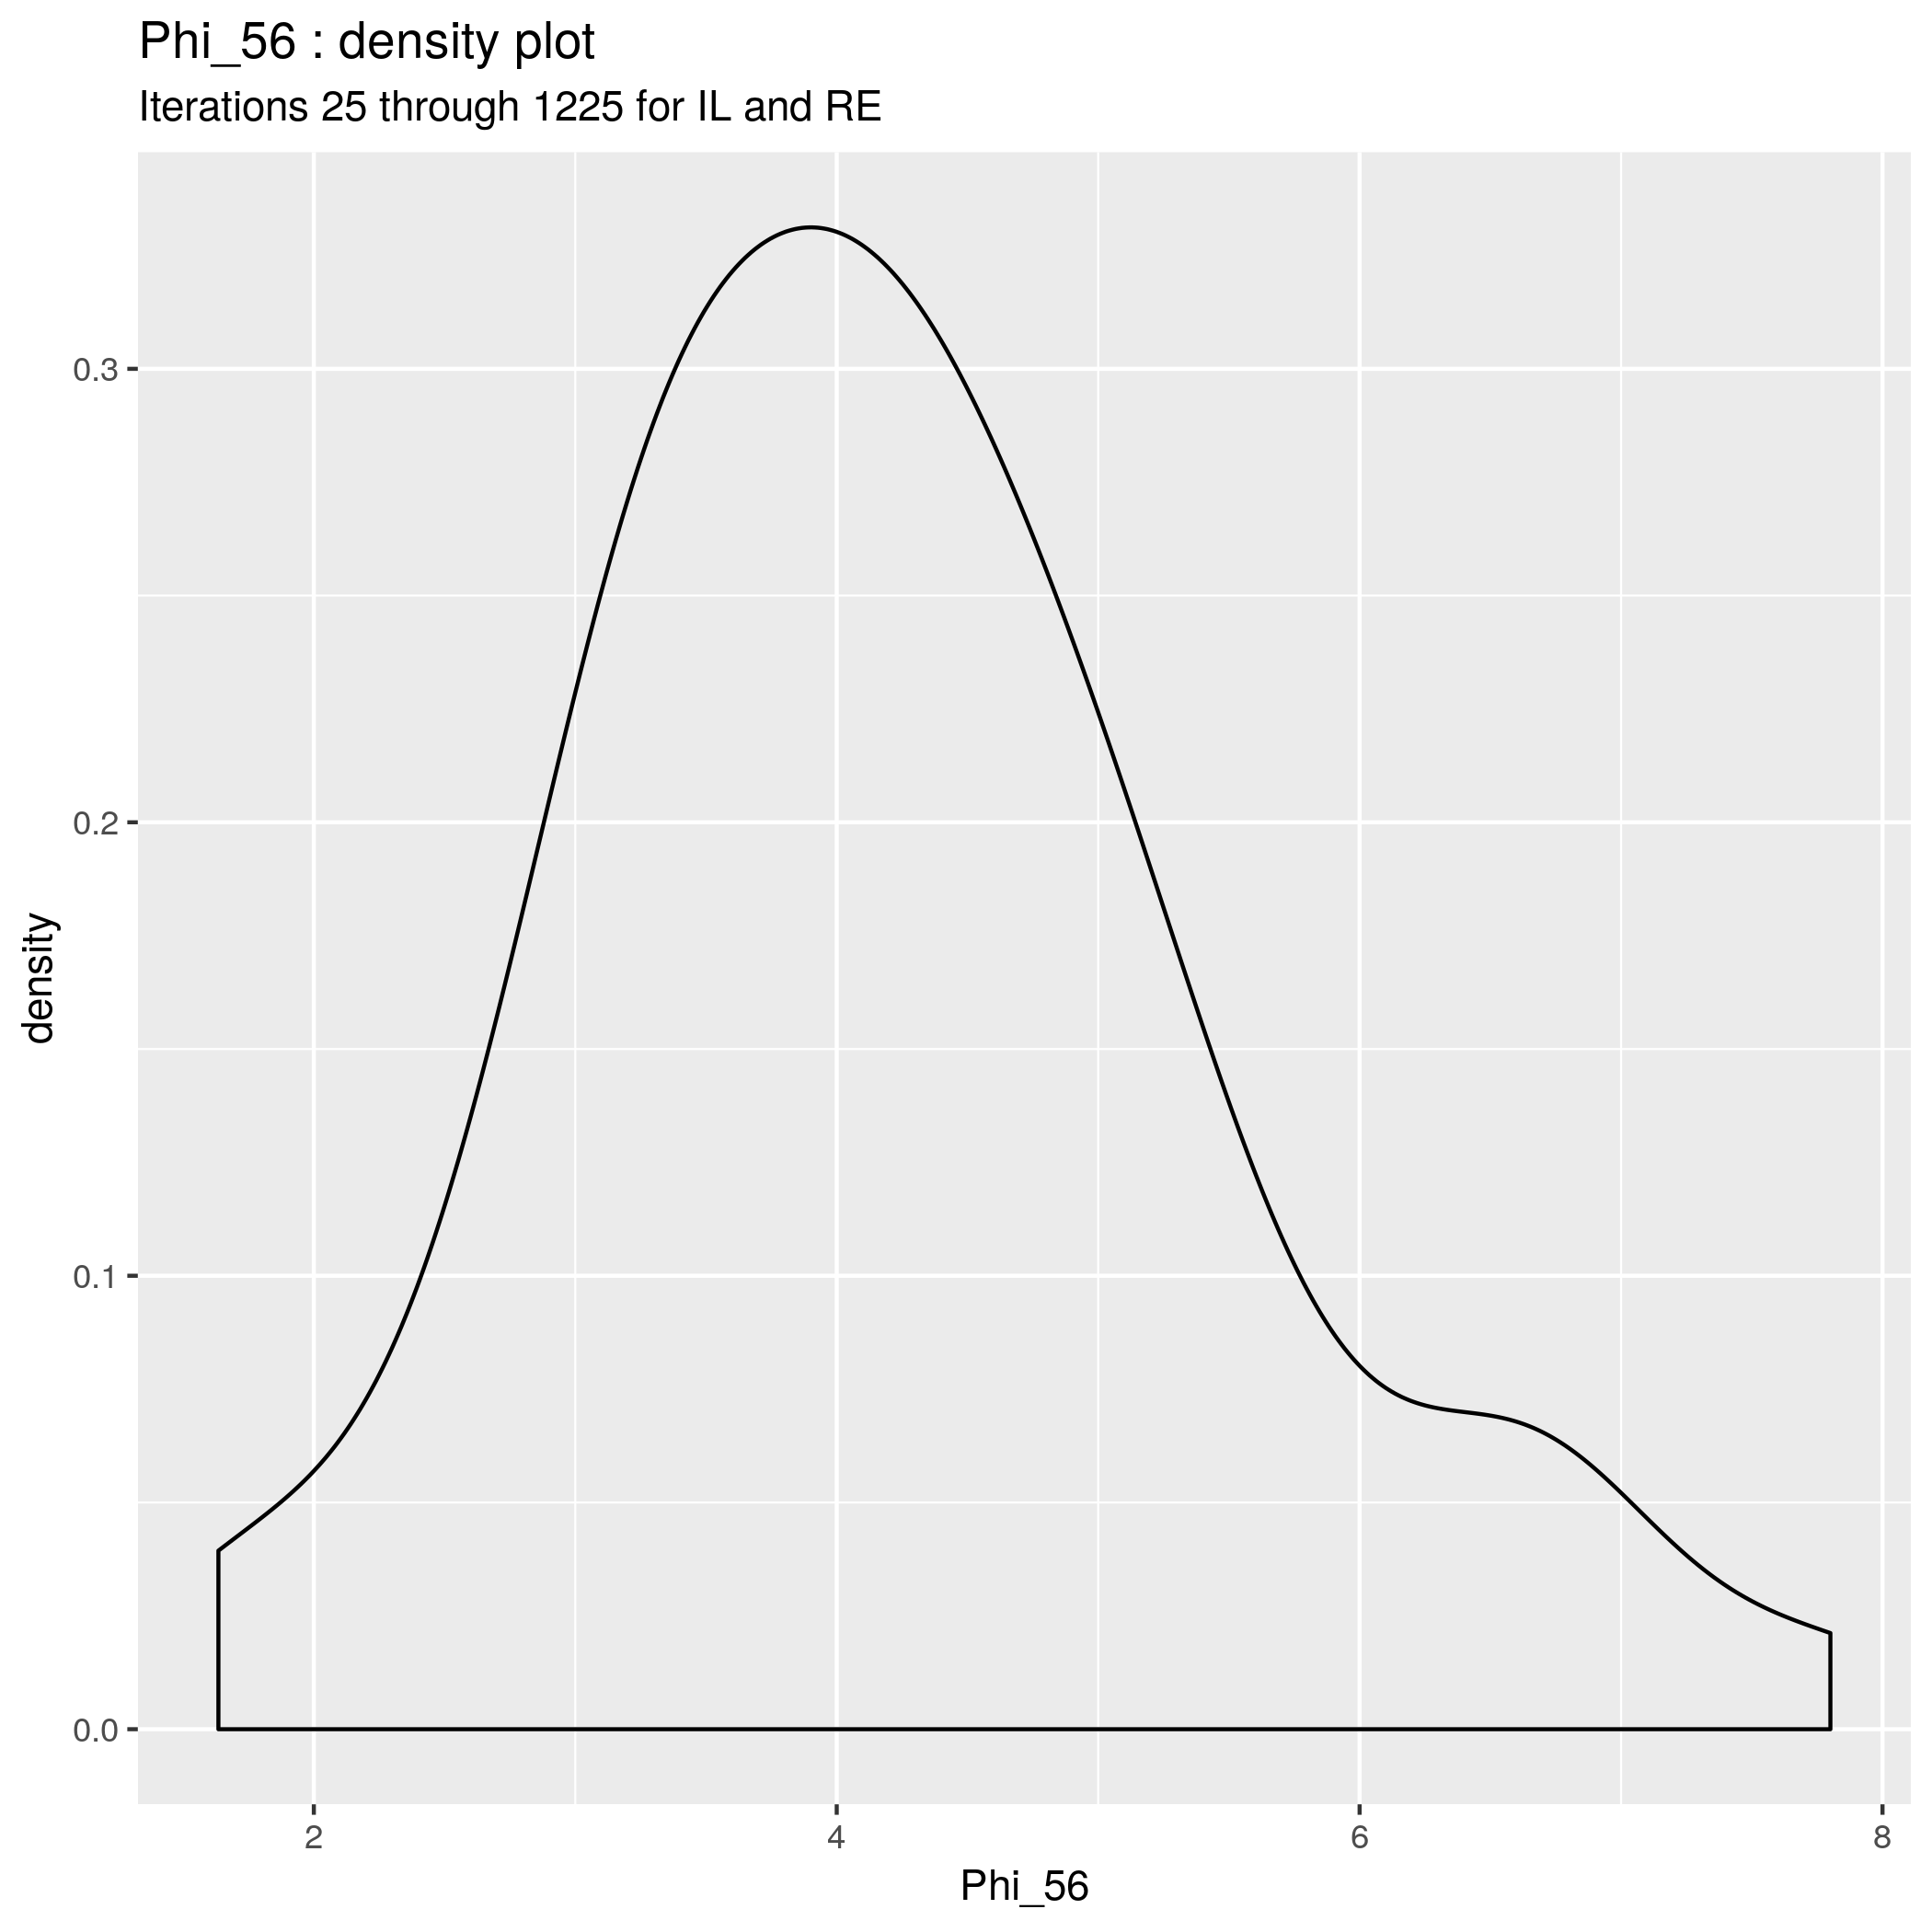 Phi_56 : density plot
Iterations 25 through 1225 for IL and RE
density
0.3
0.2
0.1
0.0
2 4 6 8
Phi_56